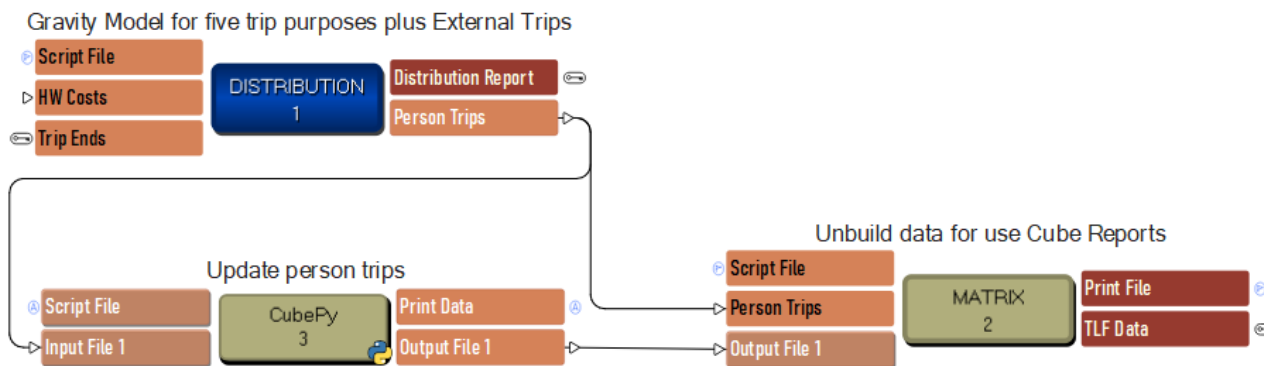 Gravity Model for five trip purposes plus External Trips
Script File
HW Costs
Trip Ends
DISTRIBUTION
1
Distribution Report
Person Trips
Update person trips
Script File
Input File 1
CubePy
3
Print Data
Output File 1
Unbuild data for use Cube Reports
Script File
Person Trips
Output File 1
MATRIX
2
Print File
TLF Data